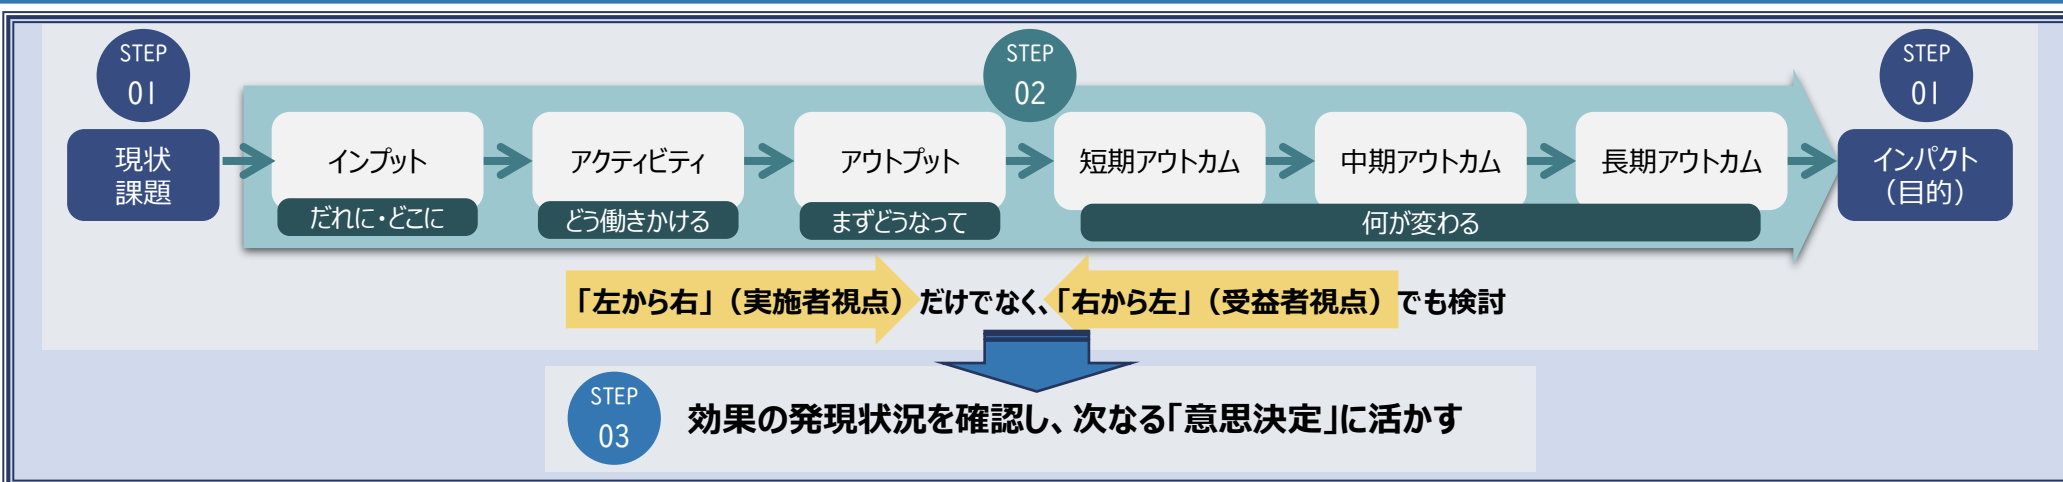 STEP
01
STEP
02
STEP
01
現状
課題
インプット
アクティビティ
アウトプット
短期アウトカム
中期アウトカム
長期アウトカム
インパクト
（目的）
だれに・どこに
どう働きかける
まずどうなって
何が変わる
「左から右」（実施者視点）だけでなく、「右から左」（受益者視点）でも検討
STEP
03
効果の発現状況を確認し、次なる「意思決定」に活かす